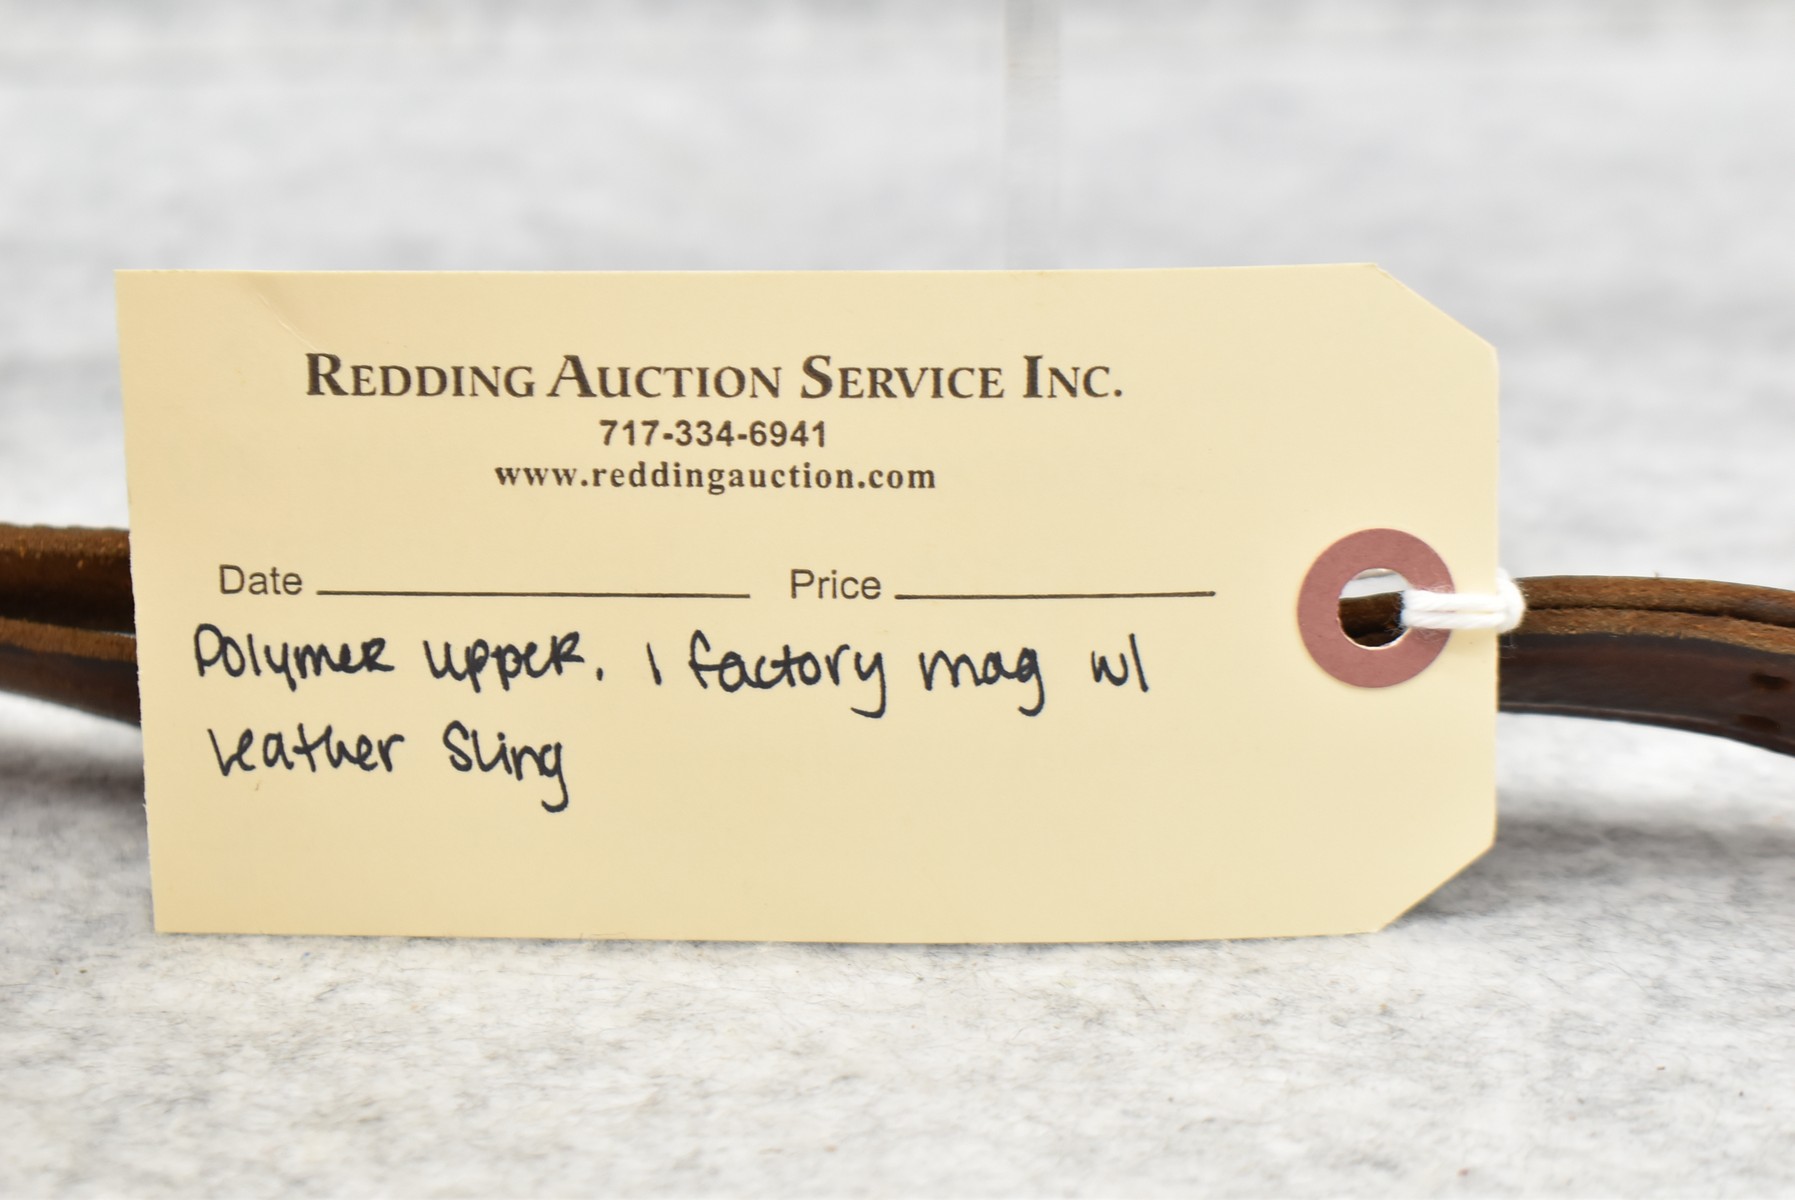 REDDING AUCTION SERVICE INC.
717-334-6941
www.reddingauction.com
Date Price
Polymer upper. 1 factory mag w/
leather sling